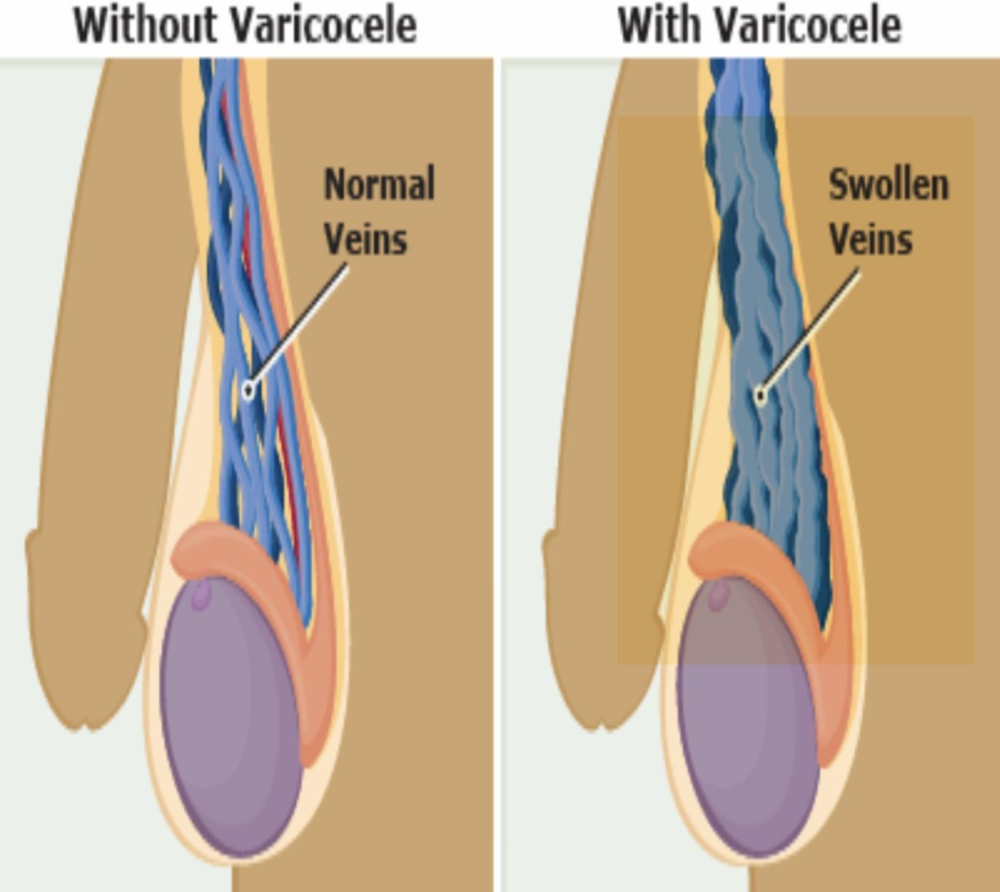 Without Varicocele
With Varicocele
Normal
Veins
Swollen
Veins